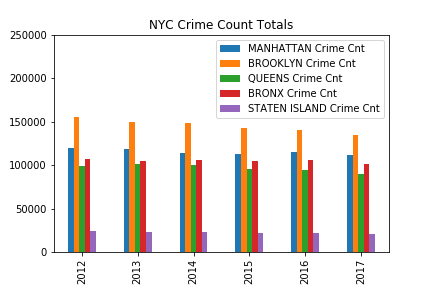 NYC Crime Count Totals
250000
200000
150000
100000
50000
0
MANHATTAN Crime Cnt
BROOKLYN Crime Cnt
QUEENS Crime Cnt
BRONX Crime Cnt
STATEN ISLAND Crime Cnt
2012
2013
2014
2015
2016
2017